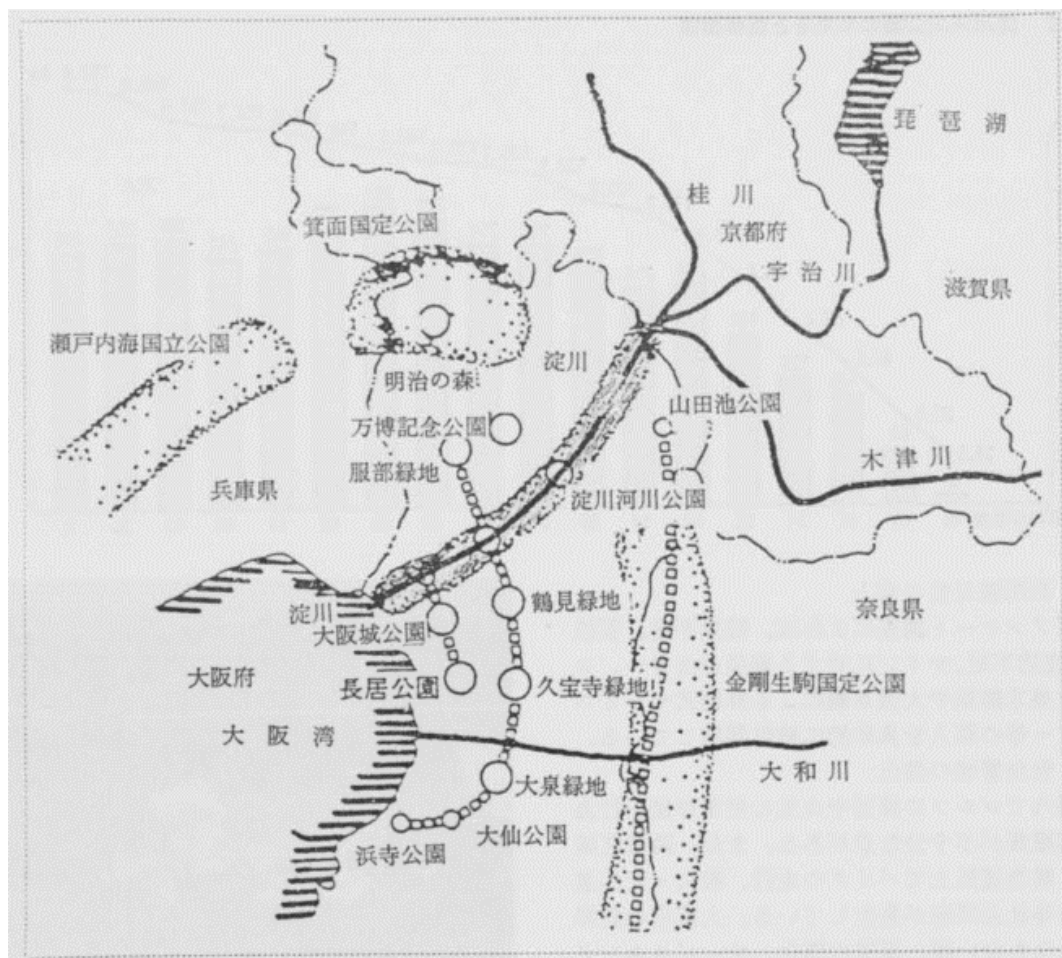 琵琶湖
桂川
京都府
箕面国定公園
宇治川
滋賀県
瀬戸内海国立公園
淀川
明治の森
山田池公園
万博記念公園
服部緑地
木津川
兵庫県
淀川河川公園
淀川
鶴見緑地
奈良県
大阪城公園
大阪府
長居公園
久宝寺緑地
金剛生駒国定公園
大阪湾
大和川
大泉緑地
大仙公園
浜寺公園